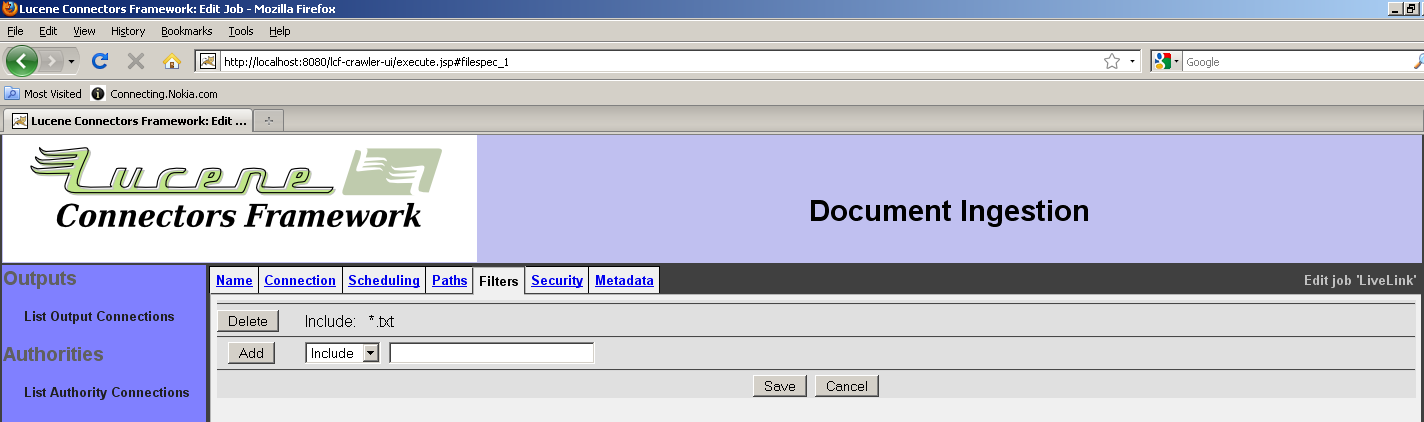 Lucene Connectors Framework: Edit Job - Mozilla Firefox
File Edit View History Bookmarks Tools Help
http://localhost:8080/lcf-crawler-ui/execute.jsp#filespec_1
Google
Most Visited Connecting.Nokia.com
Lucene Connectors Framework: Edit ...
Lucene
Connectors Framework
Document Ingestion
Outputs
List Output Connections
Authorities
List Authority Connections
Name Connection Scheduling Paths Filters Security Metadata Edit job 'LiveLink'
Delete Include: *.txt
Add Include
Save Cancel